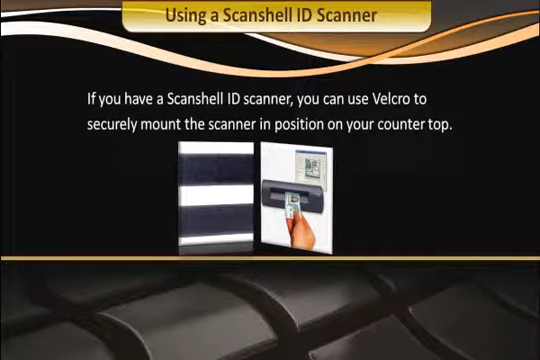 Using a Scanshell ID Scanner
If you have a Scanshell ID scanner, you can use Velcro to
securely mount the scanner in position on your counter top.